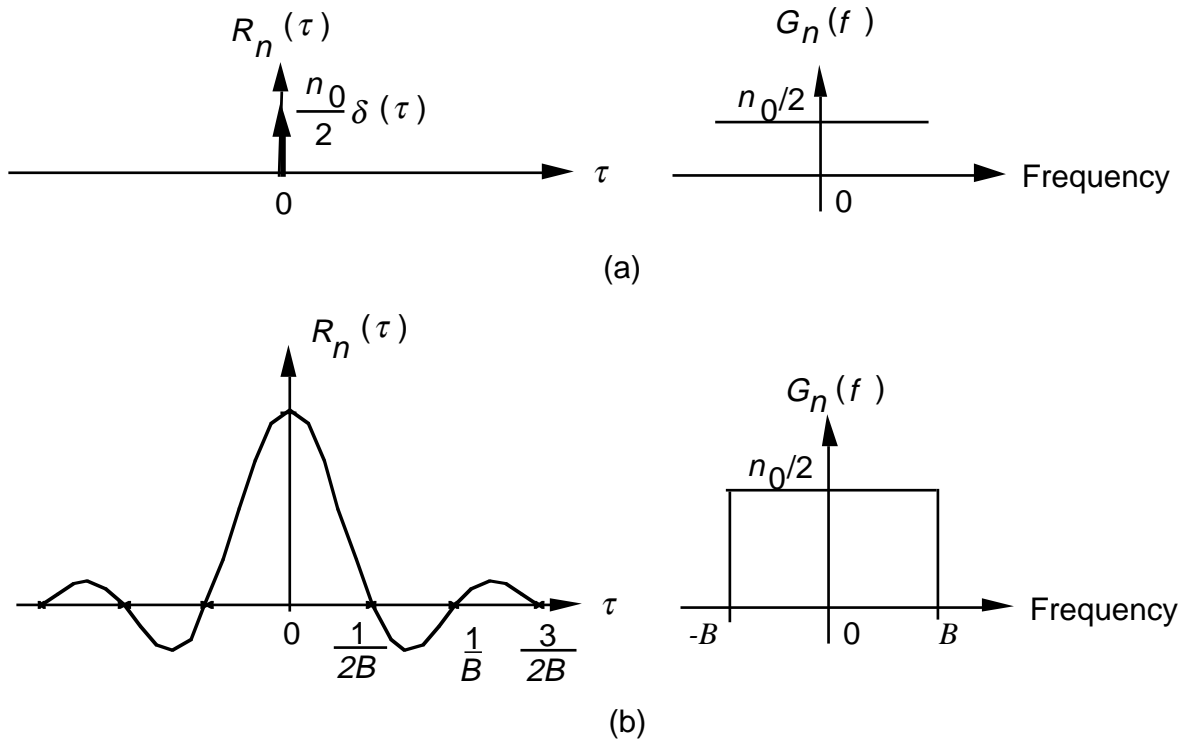 R_n (τ)
G_n (f )
n_0/2 δ (τ)
n_0/2
τ
Frequency
0
0
(a)
R_n (τ)
G_n (f )
n_0/2
τ
Frequency
0
1/2B
1/B
3/2B
-B
0
B
(b)